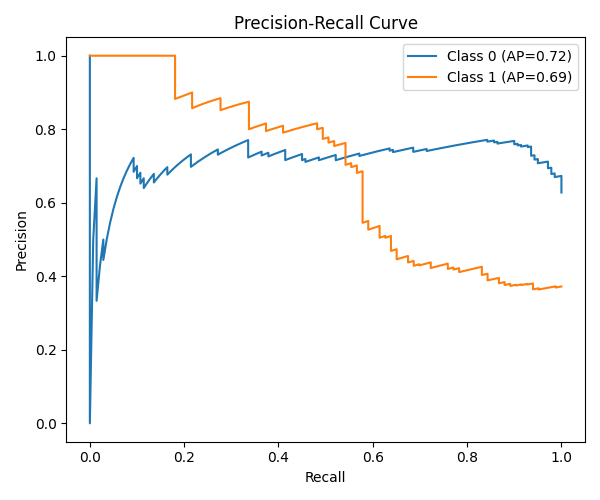 Precision-Recall Curve
Class 0 (AP=0.72)
Class 1 (AP=0.69)
Precision
1.0
0.8
0.6
0.4
0.2
0.0
0.0 0.2 0.4 0.6 0.8 1.0
Recall